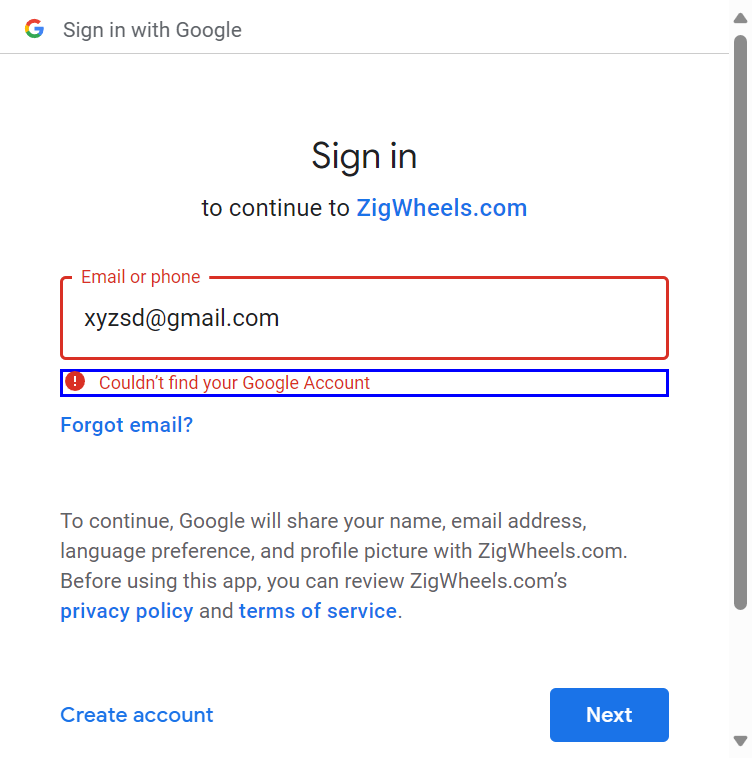 Sign in with Google
Sign in
to continue to ZigWheels.com
Email or phone
xyzsd@gmail.com
Couldn’t find your Google Account
Forgot email?
To continue, Google will share your name, email address,
language preference, and profile picture with ZigWheels.com.
Before using this app, you can review ZigWheels.com’s
privacy policy and terms of service.
Create account
Next